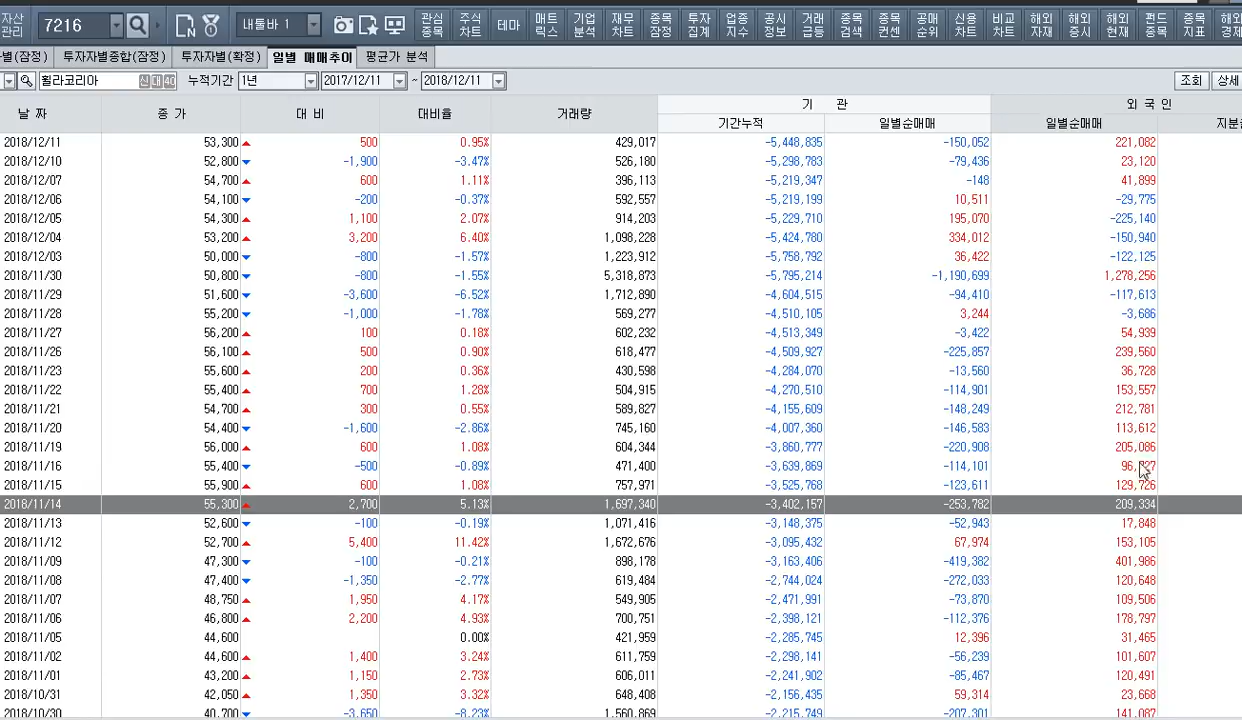 자산
관리
7216
내툴바 1
관심
종목
주식
차트
테마
매트
릭스
기업
분석
재무
차트
종목
잠정
투자
집계
업종
지수
공시
정보
거래
급등
종목
검색
종목
컨센
공매
순위
신용
차트
비교
차트
해외
자재
해외
증시
해외
현재
펀드
종목
종목
지표
해외
경제
별(잠정) 투자자별종합(잠정) 투자자별(확정) 일별 매매추이 평균가 분석
휠라코리아 신 대 40 누적기간 1년 2017/12/11 ~ 2018/12/11 조회 상세
날 짜 종 가 대 비 대비율 거래량 기 관 외 국 인
기간누적 일별순매매 일별순매매 지분
2018/12/11 53,300 ▲ 500 0.95% 429,017 -5,448,835 -150,052 221,082
2018/12/10 52,800 ▼ -1,900 -3.47% 526,180 -5,298,783 -79,436 23,120
2018/12/07 54,700 ▲ 600 1.11% 396,113 -5,219,347 -148 41,899
2018/12/06 54,100 ▼ -200 -0.37% 592,557 -5,219,199 10,511 -29,775
2018/12/05 54,300 ▲ 1,100 2.07% 914,203 -5,229,710 195,070 -225,140
2018/12/04 53,200 ▲ 3,200 6.40% 1,098,228 -5,424,780 334,012 -150,940
2018/12/03 50,000 ▼ -800 -1.57% 1,223,912 -5,758,792 36,422 -122,125
2018/11/30 50,800 ▼ -800 -1.55% 5,318,873 -5,795,214 -1,190,699 1,278,256
2018/11/29 51,600 ▼ -3,600 -6.52% 1,712,890 -4,604,515 -94,410 -117,613
2018/11/28 55,200 ▼ -1,000 -1.78% 569,277 -4,510,105 3,244 -3,686
2018/11/27 56,200 ▲ 100 0.18% 602,232 -4,513,349 -3,422 54,939
2018/11/26 56,100 ▲ 500 0.90% 618,477 -4,509,927 -225,857 239,560
2018/11/23 55,600 ▲ 200 0.36% 430,598 -4,284,070 -13,560 36,728
2018/11/22 55,400 ▲ 700 1.28% 504,915 -4,270,510 -114,901 153,557
2018/11/21 54,700 ▲ 300 0.55% 589,827 -4,155,609 -148,249 212,781
2018/11/20 54,400 ▼ -1,600 -2.86% 745,160 -4,007,360 -146,583 113,612
2018/11/19 56,000 ▲ 600 1.08% 604,344 -3,860,777 -220,908 205,086
2018/11/16 55,400 ▼ -500 -0.89% 471,400 -3,639,869 -114,101
2018/11/15 55,900 ▲ 600 1.08% 757,971 -3,525,768 -123,611 129,726
2018/11/14 55,300 ▲ 2,700 5.13% 1,697,340 -3,402,157 -253,782 209,334
2018/11/13 52,600 ▼ -100 -0.19% 1,071,416 -3,148,375 -52,943 17,848
2018/11/12 52,700 ▲ 5,400 11.42% 1,672,676 -3,095,432 67,974 153,105
2018/11/09 47,300 ▼ -100 -0.21% 898,178 -3,163,406 -419,382 401,986
2018/11/08 47,400 ▼ -1,350 -2.77% 619,484 -2,744,024 -272,033 120,648
2018/11/07 48,750 ▲ 1,950 4.17% 549,905 -2,471,991 -73,870 109,506
2018/11/06 46,800 ▲ 2,200 4.93% 700,751 -2,398,121 -112,376 178,797
2018/11/05 44,600 0.00% 421,959 -2,285,745 12,396 31,465
2018/11/02 44,600 ▲ 1,400 3.24% 611,759 -2,298,141 -56,239 101,607
2018/11/01 43,200 ▲ 1,150 2.73% 606,011 -2,241,902 -85,467 120,491
2018/10/31 42,050 ▲ 1,350 3.32% 648,408 -2,156,435 59,314 23,668
2018/10/30 40,700 ▼ -3,650 -8.23% 1,560,869 -2,215,749 -207,301 141,087